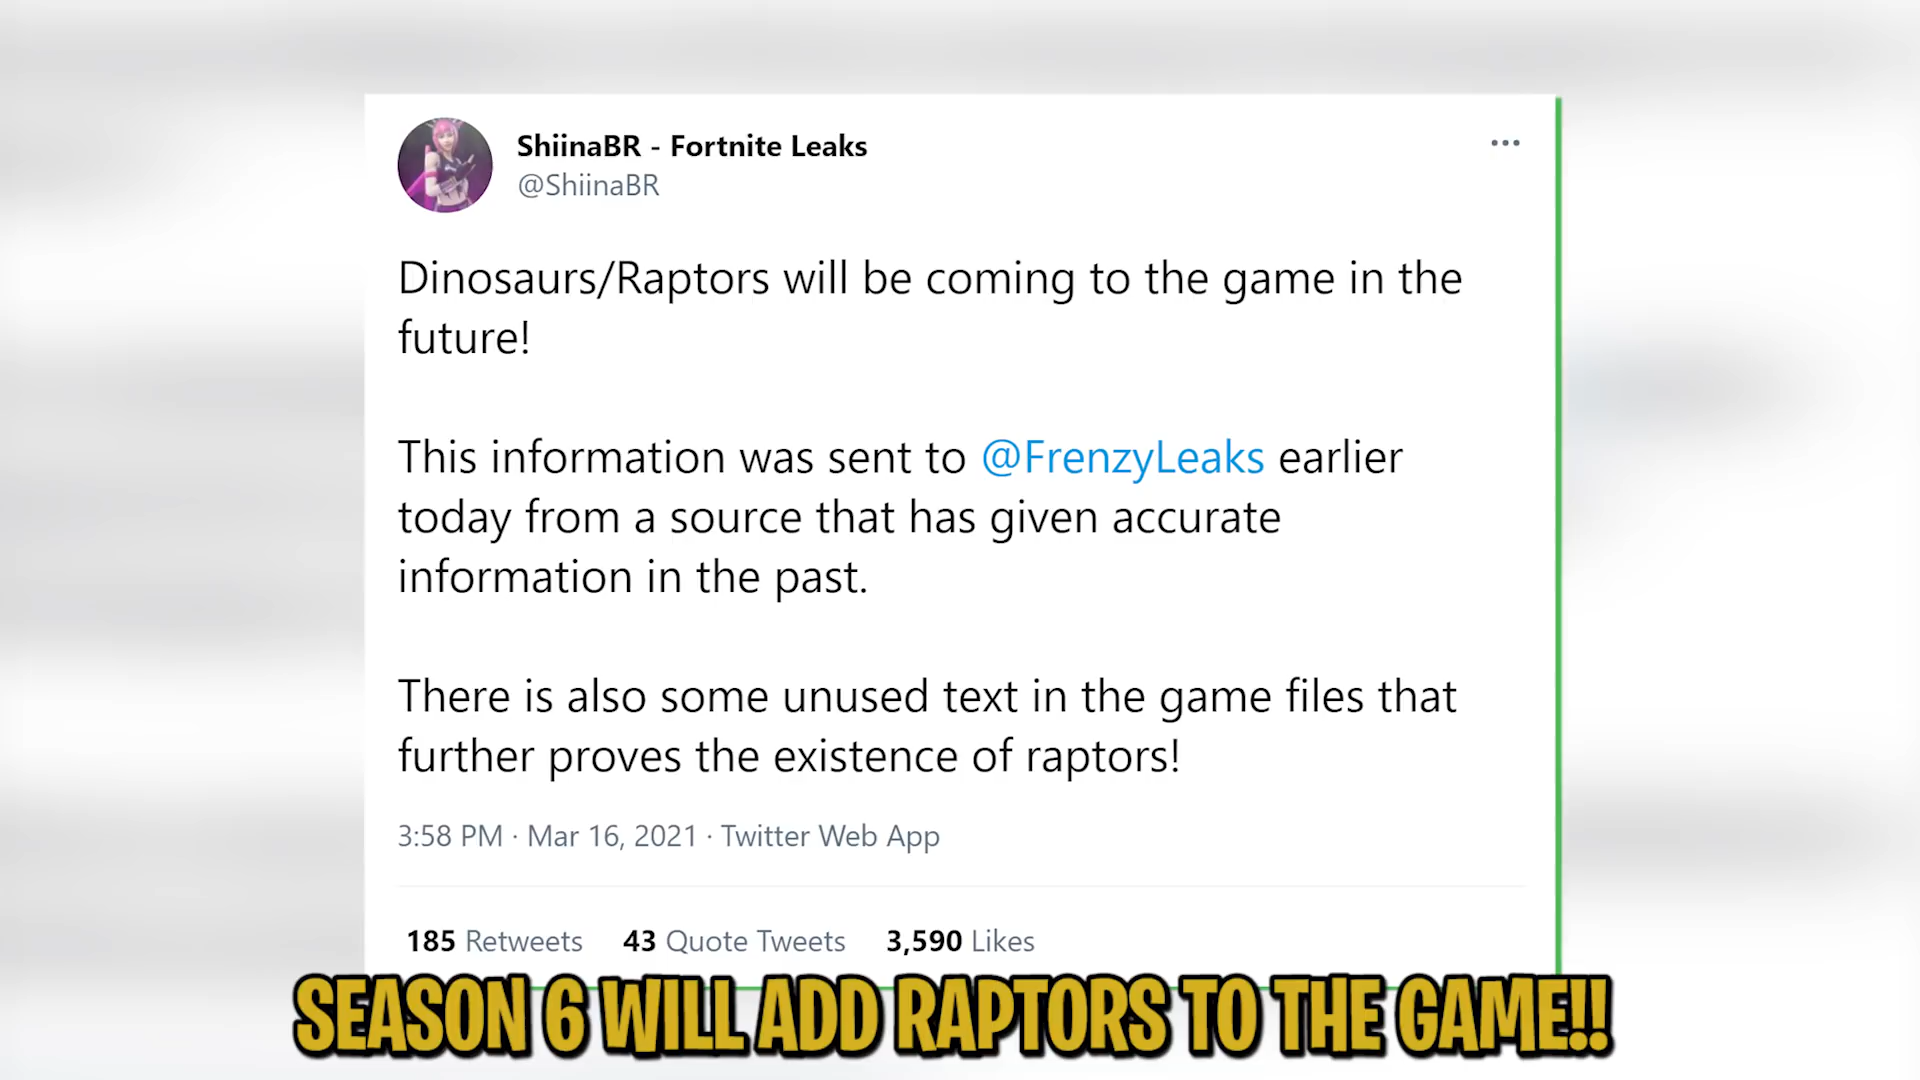 ShiinaBR - Fortnite Leaks
@ShiinaBR
Dinosaurs/Raptors will be coming to the game in the
future!
This information was sent to @FrenzyLeaks earlier
today from a source that has given accurate
information in the past.
There is also some unused text in the game files that
further proves the existence of raptors!
3:58 PM · Mar 16, 2021 · Twitter Web App
185 Retweets 43 Quote Tweets 3,590 Likes
SEASON 6 WILL ADD RAPTORS TO THE GAME!!